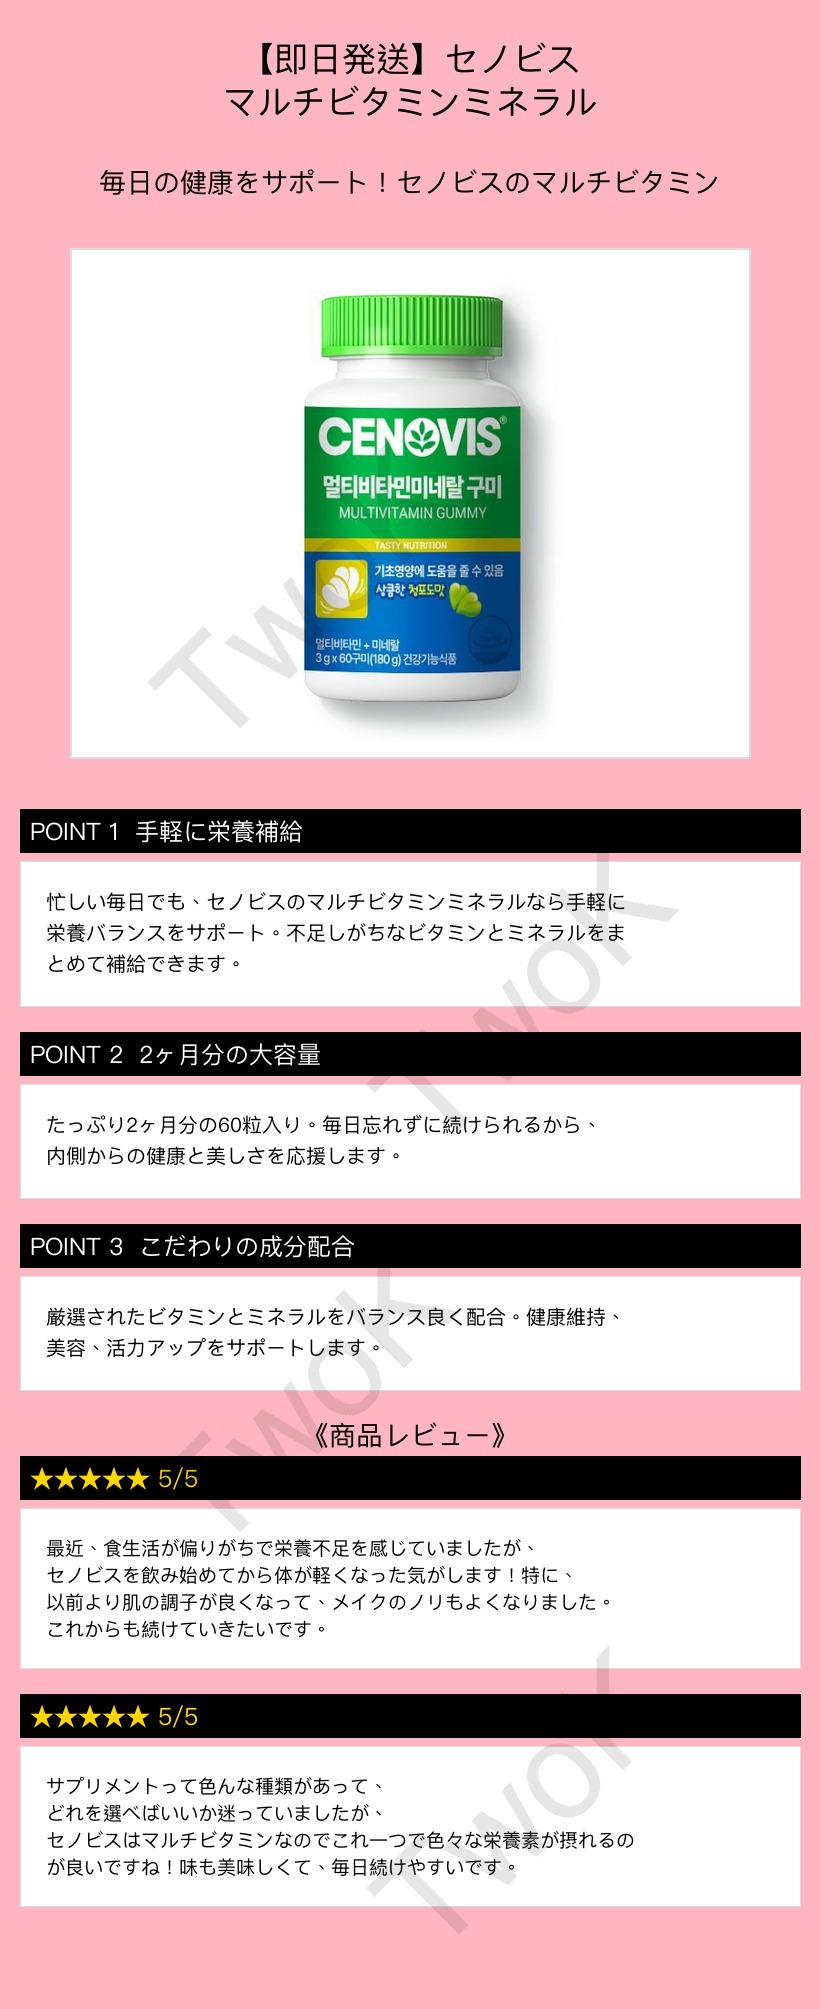 【即日発送】セノビス
マルチビタミンミネラル
毎日の健康をサポート！セノビスのマルチビタミン
CENOVIS®
멀티비타민미네랄 구미
MULTIVITAMIN GUMMY
TASTY NUTRITION
기초영양에 도움을 줄 수 있음
상큼한 청포도맛
멀티비타민 + 미네랄
3 g x 60구미(180 g) 건강기능식품
TwoK
POINT 1 手軽に栄養補給
忙しい毎日でも、セノビスのマルチビタミンミネラルなら手軽に
栄養バランスをサポート。不足しがちなビタミンとミネラルをま
とめて補給できます。
TwoK
POINT 2 2ヶ月分の大容量
たっぷり2ヶ月分の60粒入り。毎日忘れずに続けられるから、
内側からの健康と美しさを応援します。
POINT 3 こだわりの成分配合
厳選されたビタミンとミネラルをバランス良く配合。健康維持、
美容、活力アップをサポートします。
TwoK
《商品レビュー》
★★★★★ 5/5
最近、食生活が偏りがちで栄養不足を感じていましたが、
セノビスを飲み始めてから体が軽くなった気がします！特に、
以前より肌の調子が良くなって、メイクのノリもよくなりました。
これからも続けていきたいです。
★★★★★ 5/5
サプリメントって色んな種類があって、
どれを選べばいいか迷っていましたが、
セノビスはマルチビタミンなのでこれ一つで色々な栄養素が摂れるの
が良いですね！味も美味しくて、毎日続けやすいです。
TwoK